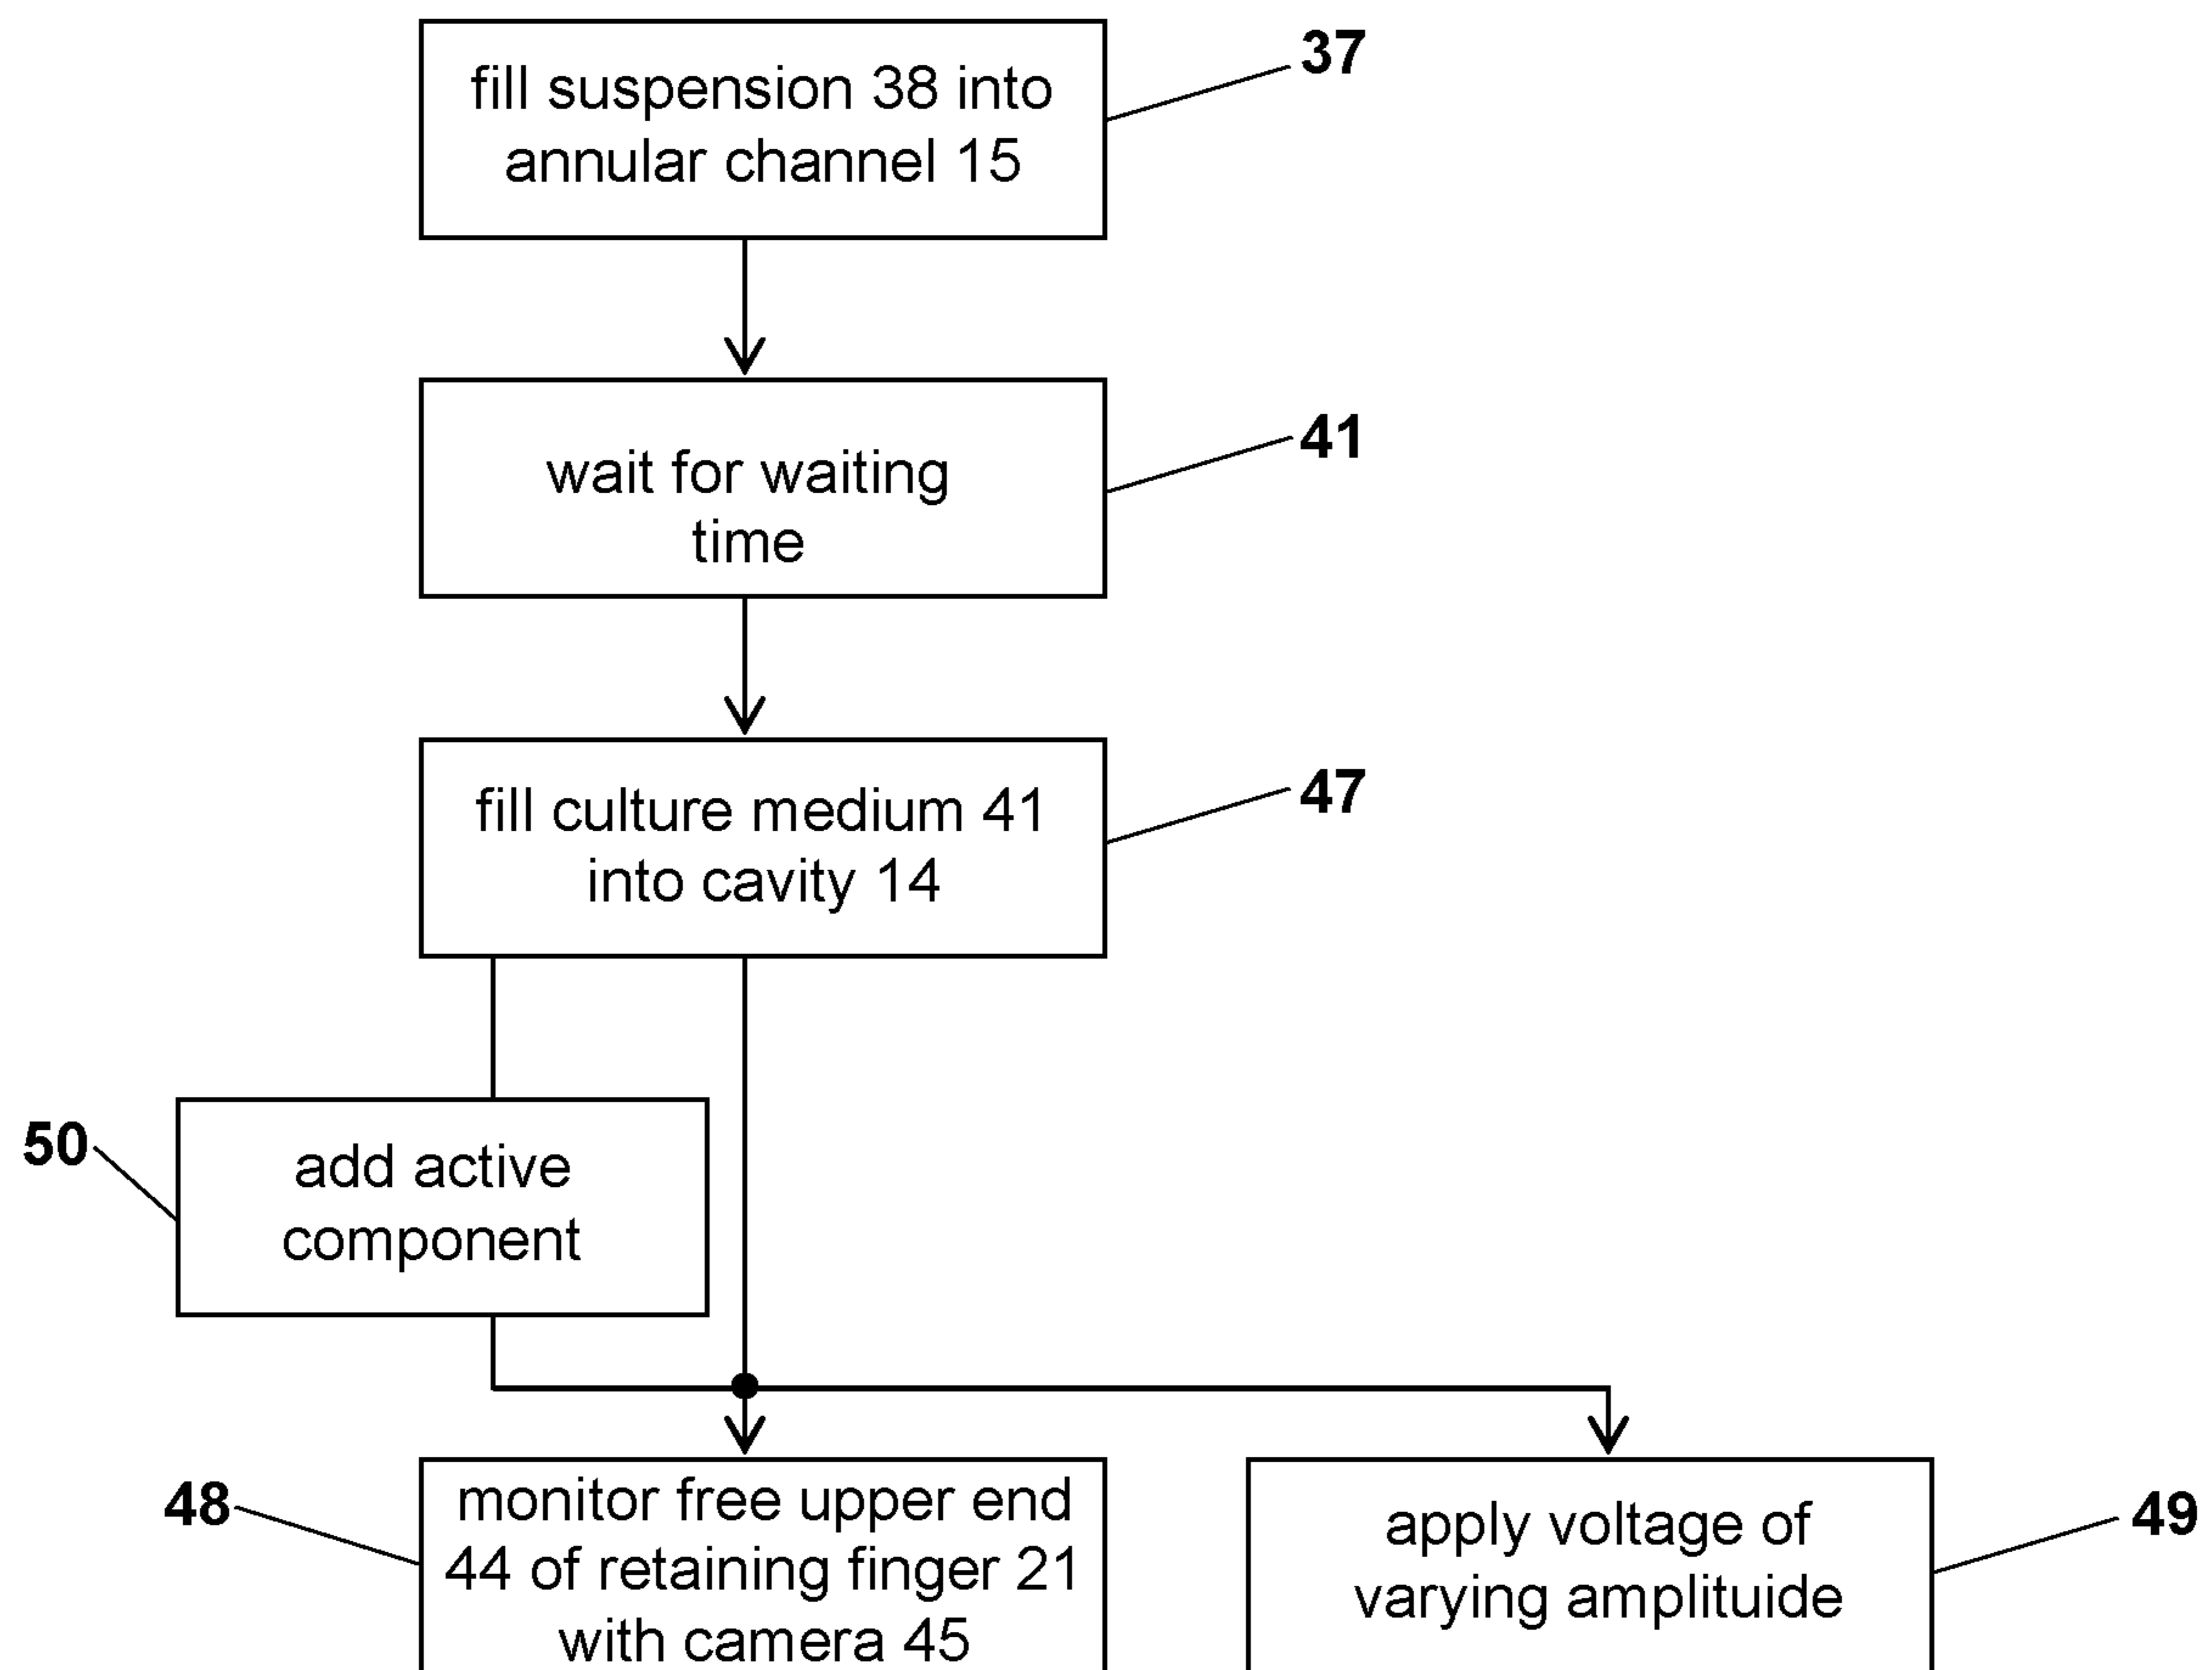 fill suspension 38 into
annular channel 15
37
wait for waiting
time
41
fill culture medium 41
into cavity 14
47
50
add active
component
48
monitor free upper end
44 of retaining finger 21
with camera 45
apply voltage of
varying amplituide
49